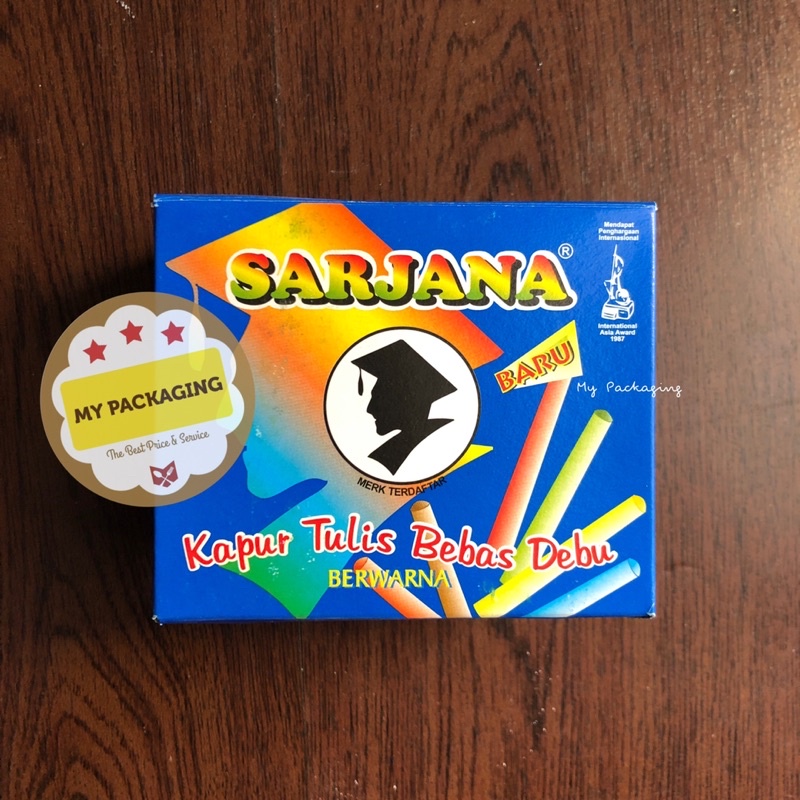 SARJANA®
Mendapat
Penghargaan
Internasional
International
Asia Award
1987
BARU
My Packaging
MY PACKAGING
The Best Price & Service
MERK TERDAFTAR
Kapur Tulis Bebas Debu
BERWARNA